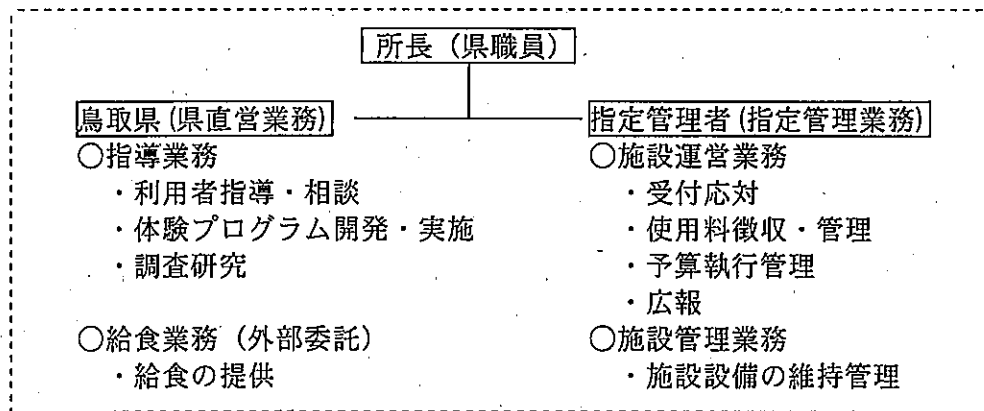 所長（県職員）
鳥取県(県直営業務)
○指導業務
・利用者指導・相談
・体験プログラム開発・実施
・調査研究
○給食業務（外部委託）
・給食の提供
指定管理者(指定管理業務)
○施設運営業務
・受付応対
・使用料徴収・管理
・予算執行管理
・広報
○施設管理業務
・施設設備の維持管理